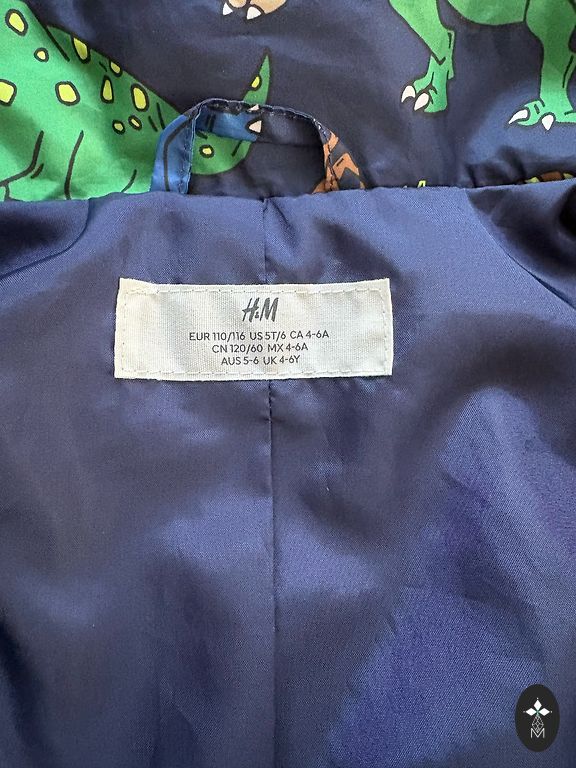 H&M
EUR 110/116 US 5T/6 CA 4-6A
CN 120/60 MX 4-6A
AUS 5-6 UK 4-6Y
M